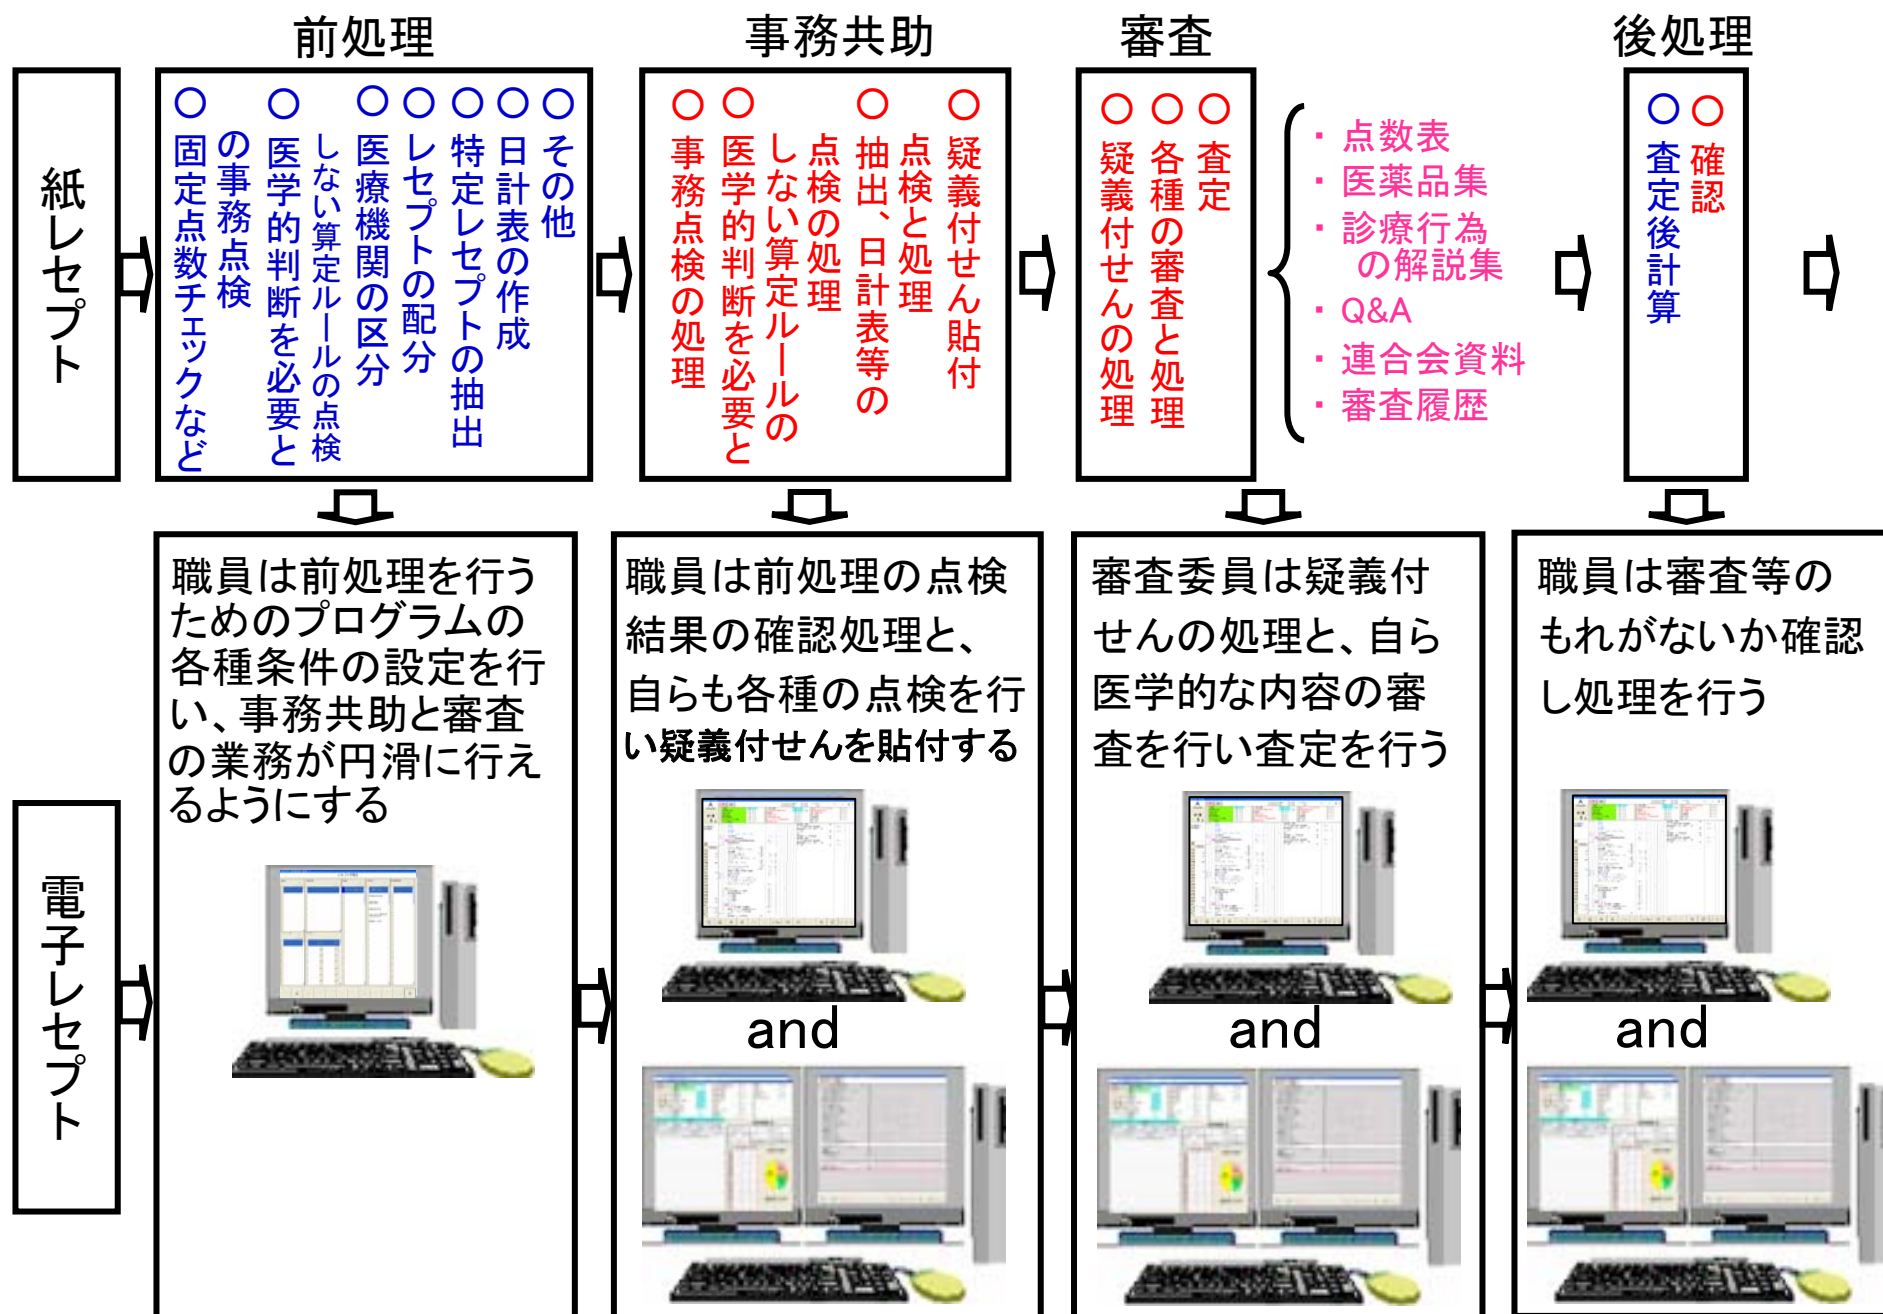 前処理
事務共助
審査
後処理
紙レセプト
○固定点数チェックなど
の事務点検
○医学的判断を必要と
しない算定ルールの点検
○医療機関の区分
○レセプトの配分
○特定レセプトの抽出
○日計表の作成
○その他
○事務点検の処理
○医学的判断を必要と
しない算定ルールの
点検の処理
○抽出、日計表等の
点検と処理
○疑義付せん貼付
○疑義付せんの処理
○各種の審査と処理
○査定
・点数表
・医薬品集
・診療行為
の解説集
・Q&A
・連合会資料
・審査履歴
○査定後計算
○確認
電子レセプト
職員は前処理を行う
ためのプログラムの
各種条件の設定を行
い、事務共助と審査
の業務が円滑に行え
るようにする
職員は前処理の点検
結果の確認処理と、
自らも各種の点検を行
い疑義付せんを貼付する
and
審査委員は疑義付
せんの処理と、自ら
医学的な内容の審
査を行い査定を行う
and
職員は審査等の
もれがないか確認
し処理を行う
and